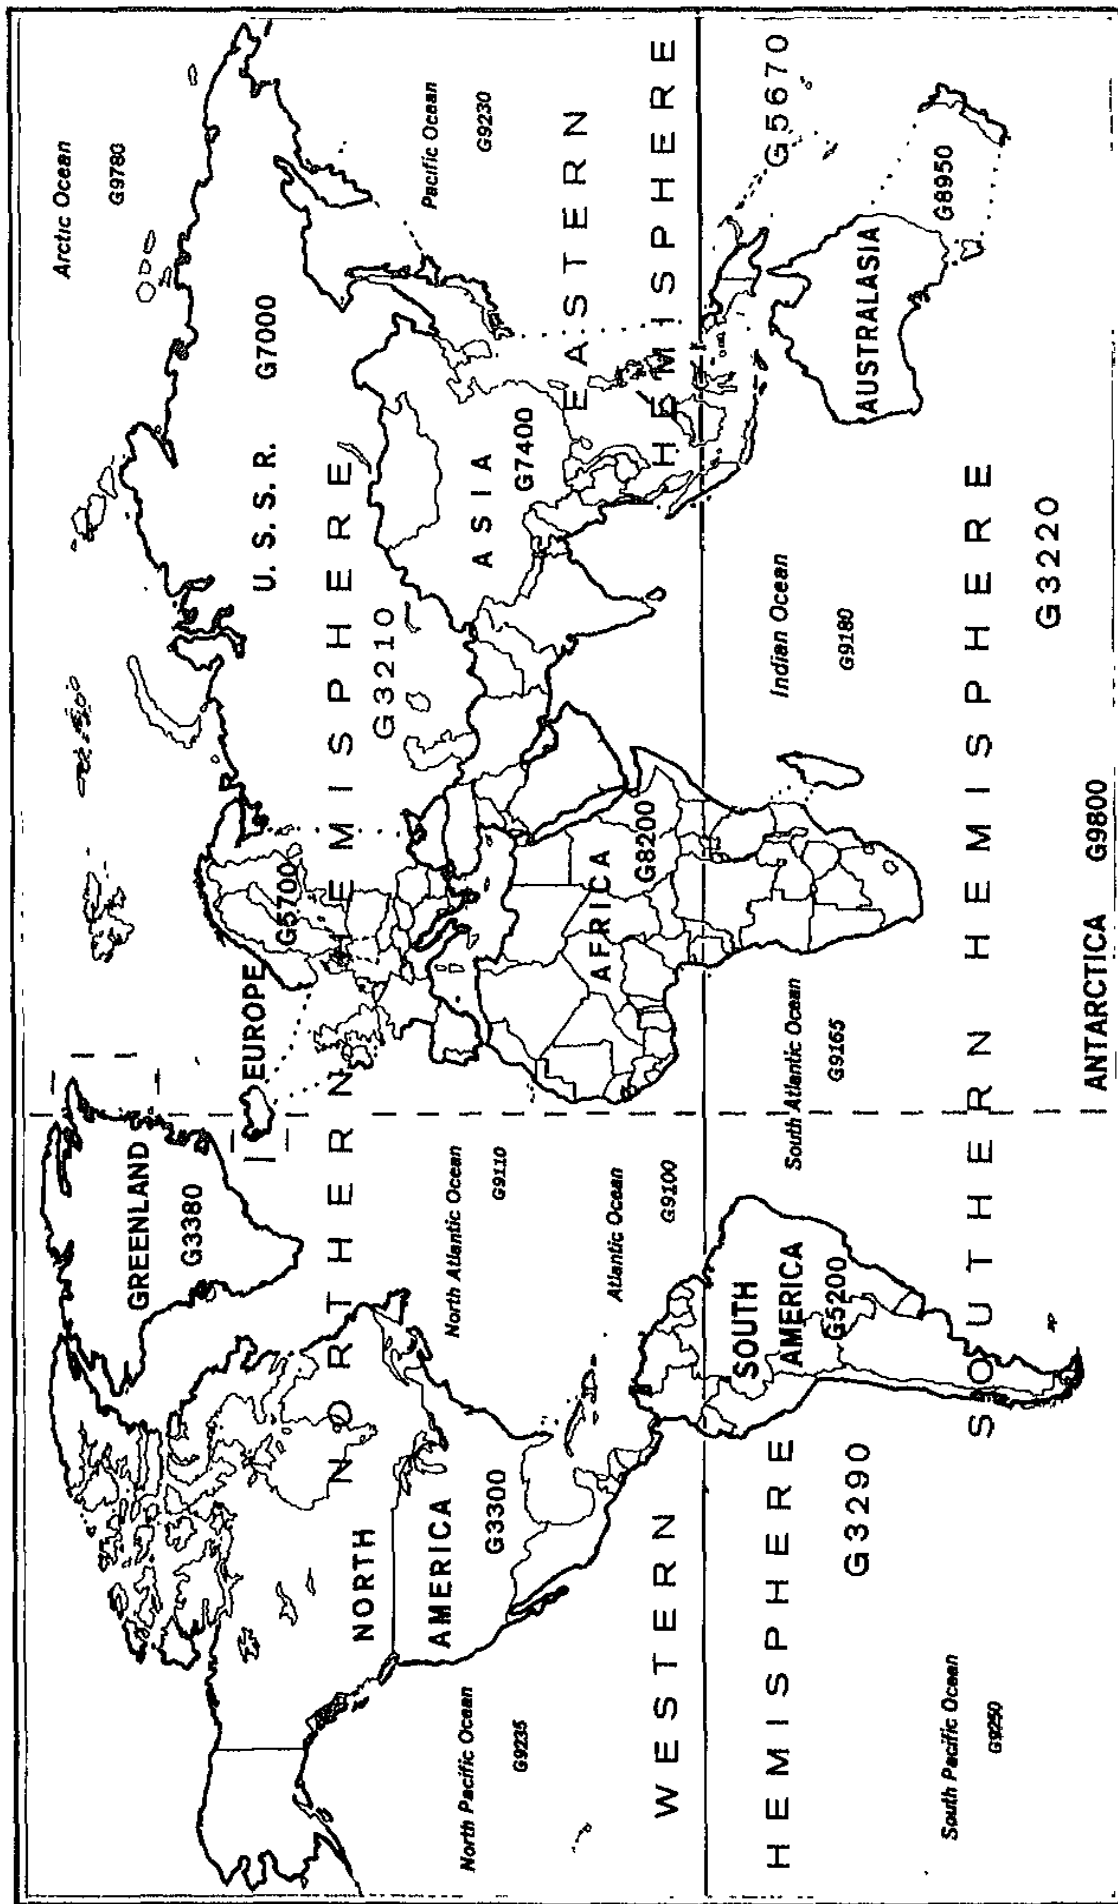 Arctic Ocean
G9780
GREENLAND
G3380
EUROPE
G5700
U. S. S. R. G7000
NORTHERN HEMISPHERE
G3210
NORTH
AMERICA
G3300
North Pacific Ocean
G9235
North Atlantic Ocean
G9110
Pacific Ocean
G9230
ASIA
G7400
EASTERN
HEMISPHERE
G5670
Atlantic Ocean
G9100
AFRICA
G8200
WESTERN
HEMISPHERE
G3290
SOUTH
AMERICA
G5200
South Atlantic Ocean
G9165
Indian Ocean
G9180
AUSTRALASIA
G8950
South Pacific Ocean
G9250
SOUTHERN HEMISPHERE
G3220
ANTARCTICA G9800